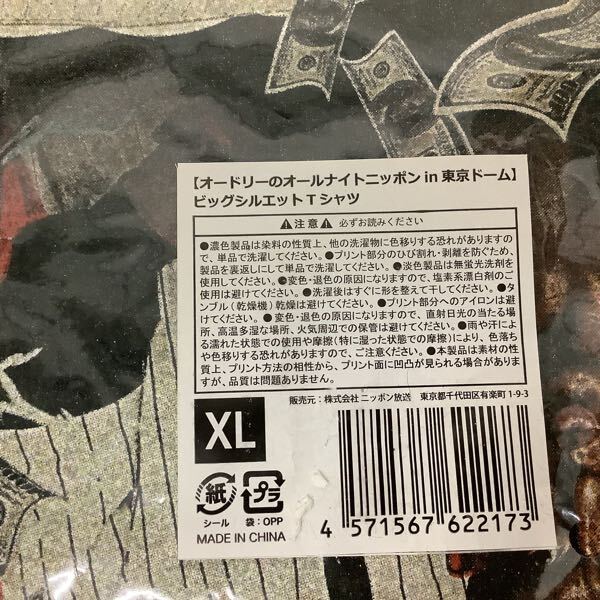 【オードリーのオールナイトニッポン in 東京ドーム】
ビッグシルエットTシャツ
⚠注意⚠ 必ずお読みください
●濃色製品は染料の性質上、他の洗濯物に色移りする恐れがありますの
で、単品で洗濯してください。●プリント部分のひび割れ・剥離を防ぐため、
製品を裏返しにして単品で洗濯してください。●淡色製品は無蛍光洗剤を
使用してください。●変色・退色の原因になりますので、塩素系漂白剤のご
使用は避けてください。●洗濯後はすぐに形を整えて干してください。●タ
ンブル(乾燥機)乾燥は避けてください。●プリント部分へのアイロンは避
けてください。●変色・退色の原因になりますので、直射日光の当たる場
所、高温多湿な場所、火気周辺での保管は避けてください。●雨や汗によ
る濡れた状態での使用や摩擦(特に湿った状態での摩擦)により、色落ち
や色移りする恐れがありますので、ご注意ください。●本製品は素材の性
質上、プリント方法の相性から、プリント面に凹凸が見られる場合がありま
すが、品質は問題ありません。
販売元:株式会社ニッポン放送 東京都千代田区有楽町1-9-3
XL
紙 プラ
シール 袋:OPP
MADE IN CHINA
4 571567 622173